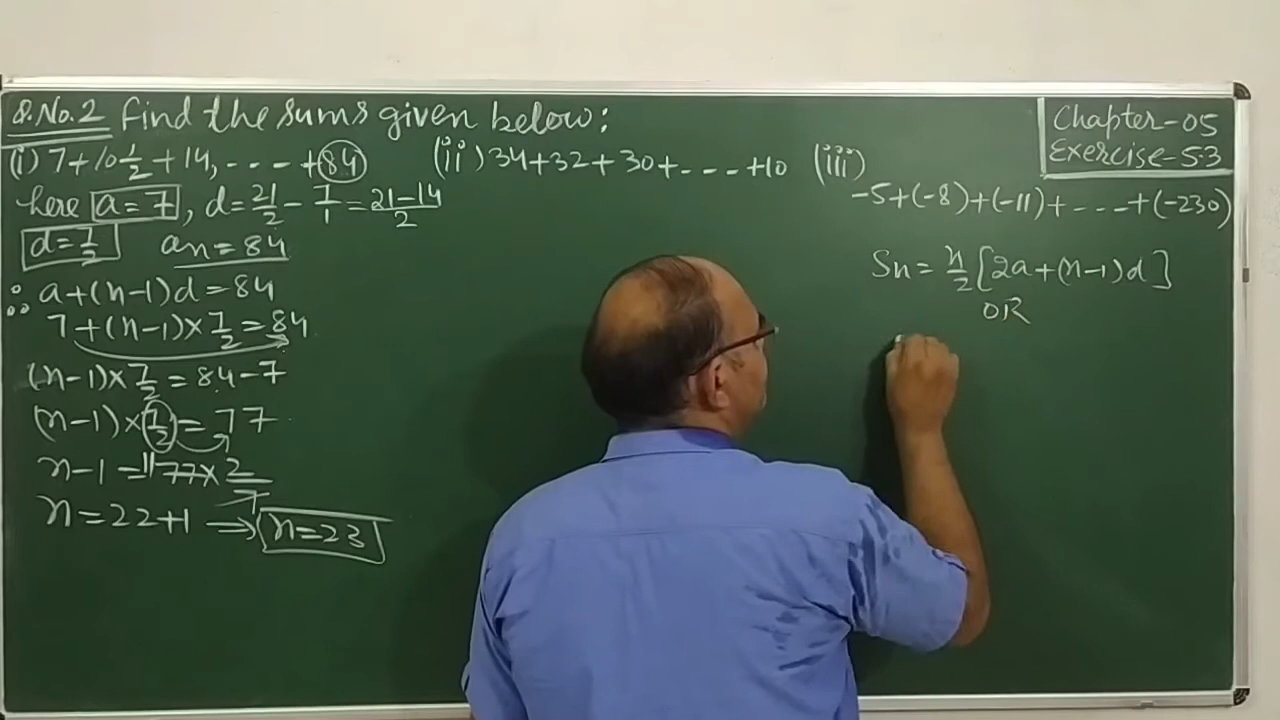 Q.No.2 Find the sums given below:
Chapter-05
Exercise-5.3
(i) 7+10 1/2+14, ---- +84
(ii) 34+32+30+---- +10
(iii)
-5+(-8)+(-11)+----+(-230)
here a=7, d=21/2 - 7/1 = 21-14/2
d=7/2 an=84
∴ a+(n-1)d=84
7+(n-1)×7/2=84
(n-1)×7/2=84-7
(n-1)×7/2=77
n-1=11 77×2/7
n=22+1 ⇒ n=23
Sn=n/2[2a+(n-1)d]
OR